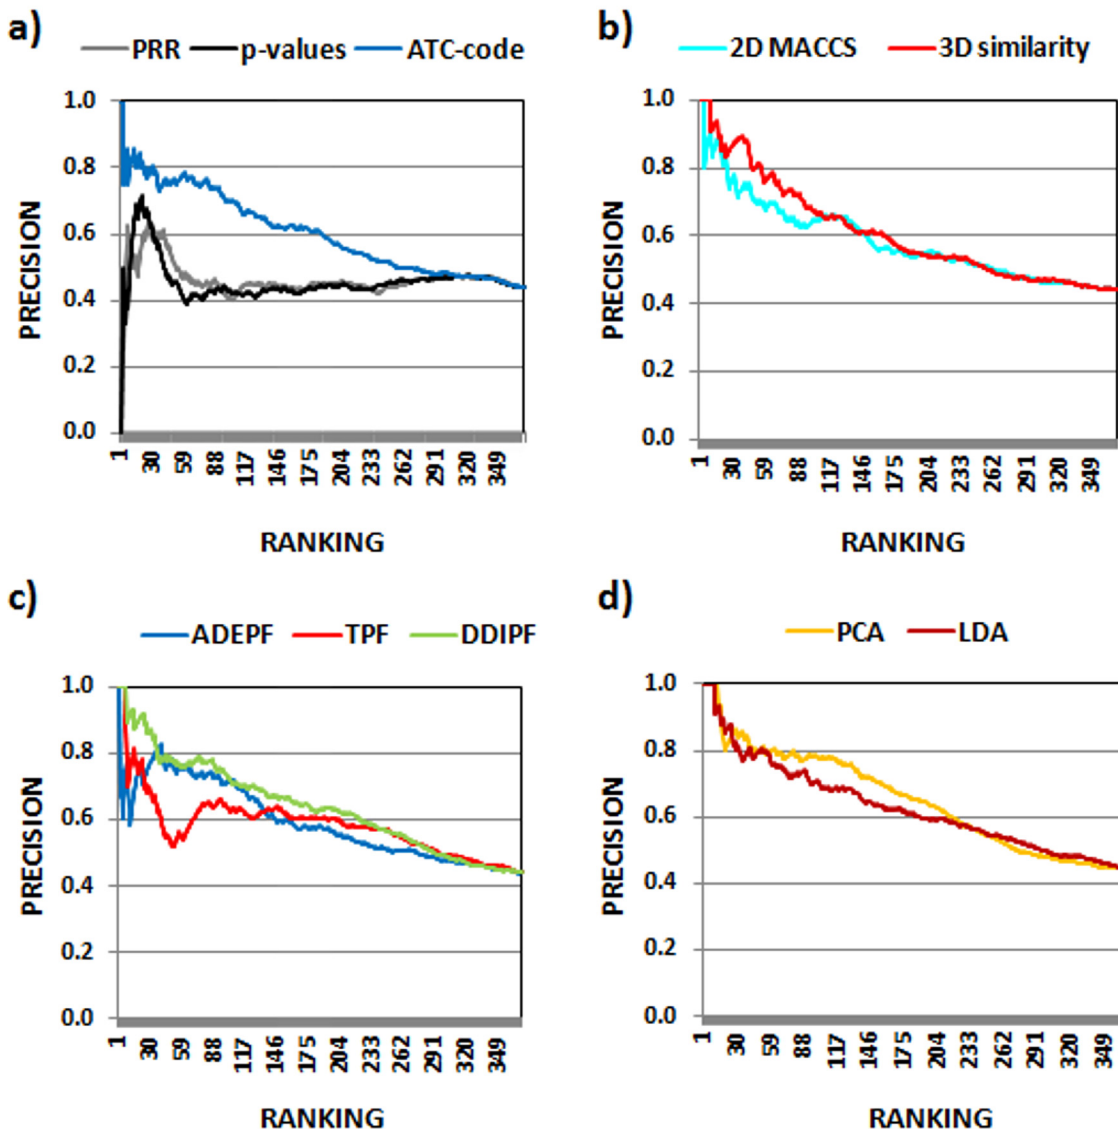 a)
PRR p-values ATC-code
1.0
0.8
0.6
0.4
0.2
0.0
PRECISION
1 30 59 88 117 146 175 204 233 262 291 320 349
RANKING
b)
2D MACCS 3D similarity
1.0
0.8
0.6
0.4
0.2
0.0
PRECISION
1 30 59 88 117 146 175 204 233 262 291 320 349
RANKING
c)
ADEPF TPF DDIPF
1.0
0.8
0.6
0.4
0.2
0.0
PRECISION
1 30 59 88 117 146 175 204 233 262 291 320 349
RANKING
d)
PCA LDA
1.0
0.8
0.6
0.4
0.2
0.0
PRECISION
1 30 59 88 117 146 175 204 233 262 291 320 349
RANKING